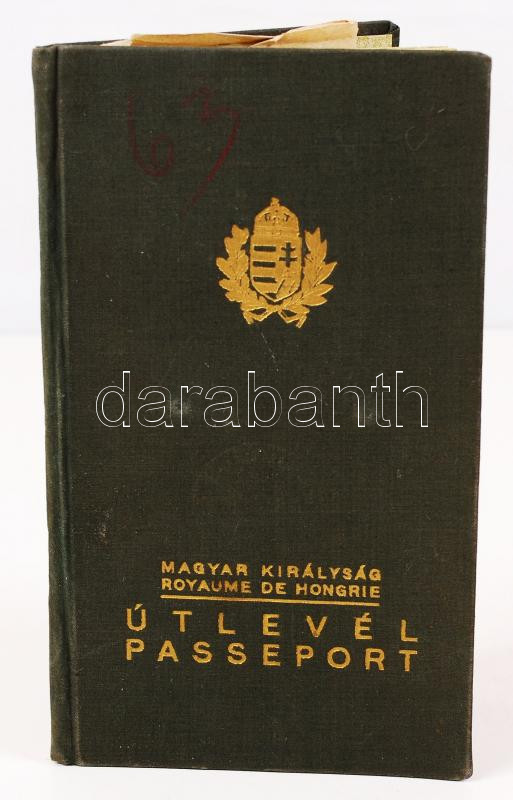 63
darabanth
MAGYAR KIRÁLYSÁG
ROYAUME DE HONGRIE
ÚTLEVÉL
PASSEPORT